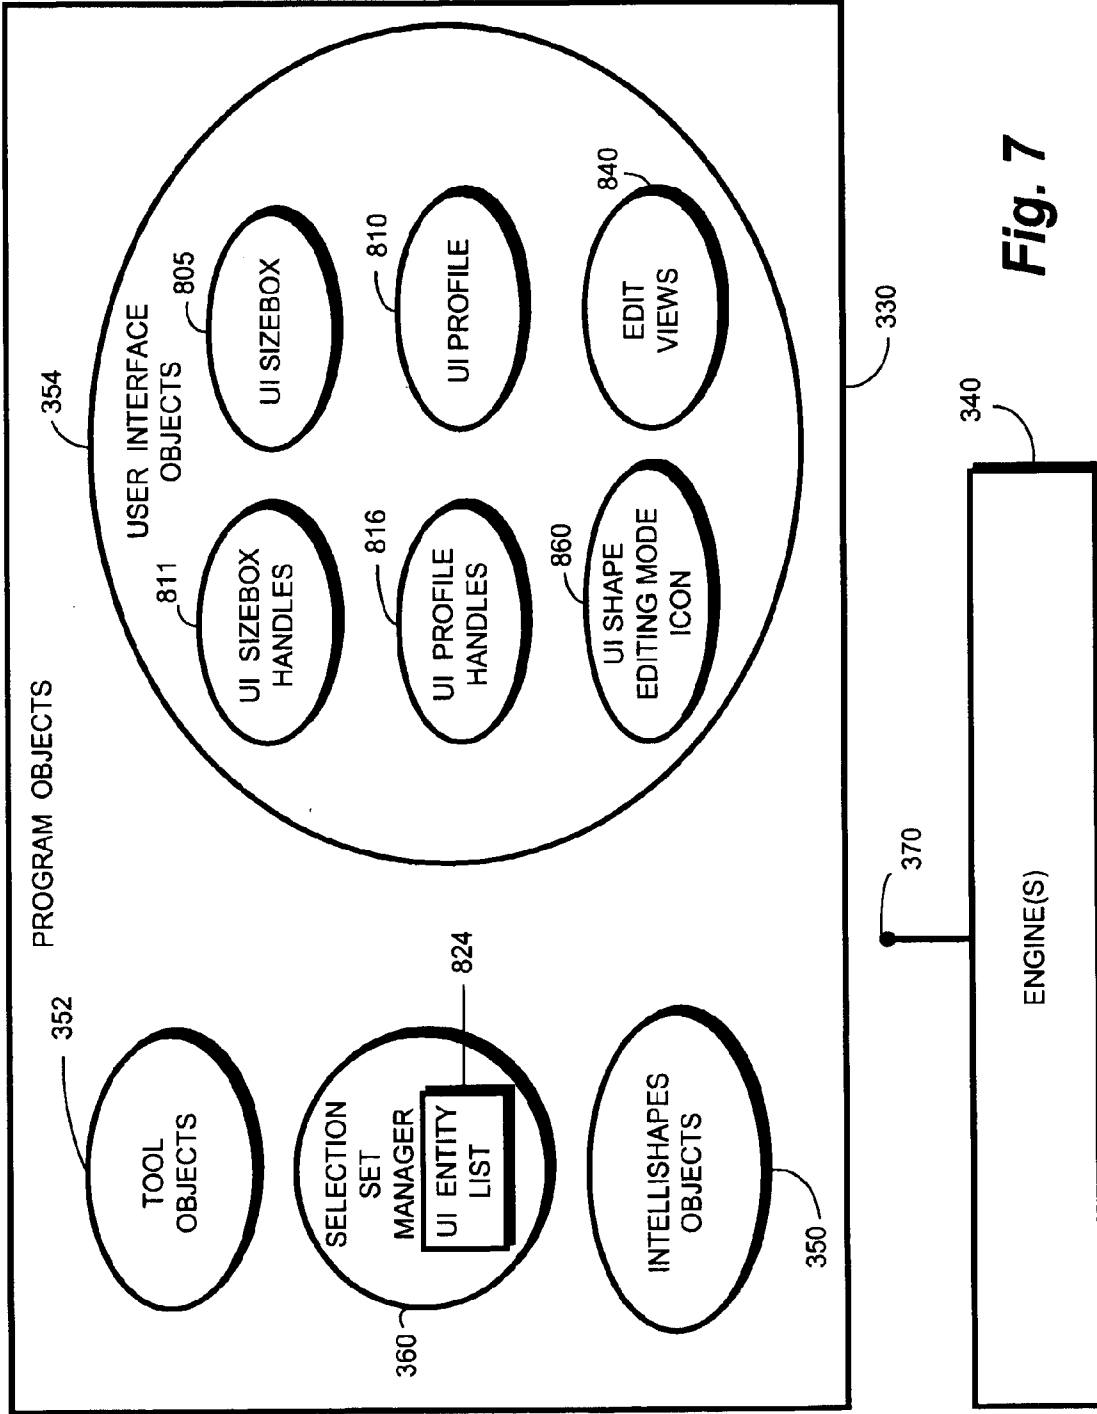 PROGRAM OBJECTS
352
TOOL
OBJECTS
SELECTION
SET
MANAGER
UI ENTITY
LIST
824
360
INTELLISHAPES
OBJECTS
350
354
USER INTERFACE
OBJECTS
811
UI SIZEBOX
HANDLES
805
UI SIZEBOX
816
UI PROFILE
HANDLES
810
UI PROFILE
860
UI SHAPE
EDITING MODE
ICON
840
EDIT
VIEWS
330
370
340
ENGINE(S)
Fig. 7